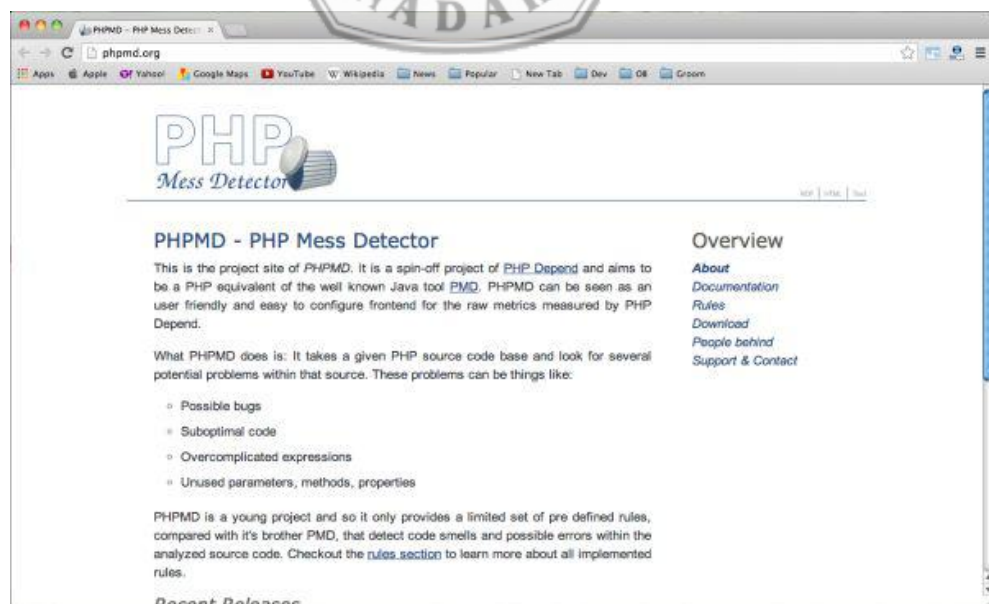 ADA
PHPMD - PHP Mess Detec
phpmd.org
Apps Apple Yahoo! Google Maps YouTube Wikipedia News Popular New Tab Dev Groom
PHP
Mess Detector
PHPMD - PHP Mess Detector
This is the project site of PHPMD. It is a spin-off project of PHP Depend and aims to
be a PHP equivalent of the well known Java tool PMD. PHPMD can be seen as an
user friendly and easy to configure frontend for the raw metrics measured by PHP
Depend.
What PHPMD does is: It takes a given PHP source code base and look for several
potential problems within that source. These problems can be things like:
Possible bugs
Suboptimal code
Overcomplicated expressions
Unused parameters, methods, properties
PHPMD is a young project and so it only provides a limited set of pre defined rules,
compared with it's brother PMD, that detect code smells and possible errors within the
analyzed source code. Checkout the rules section to learn more about all implemented
rules.
Recent Releases
Overview
About
Documentation
Rules
Download
People behind
Support & Contact